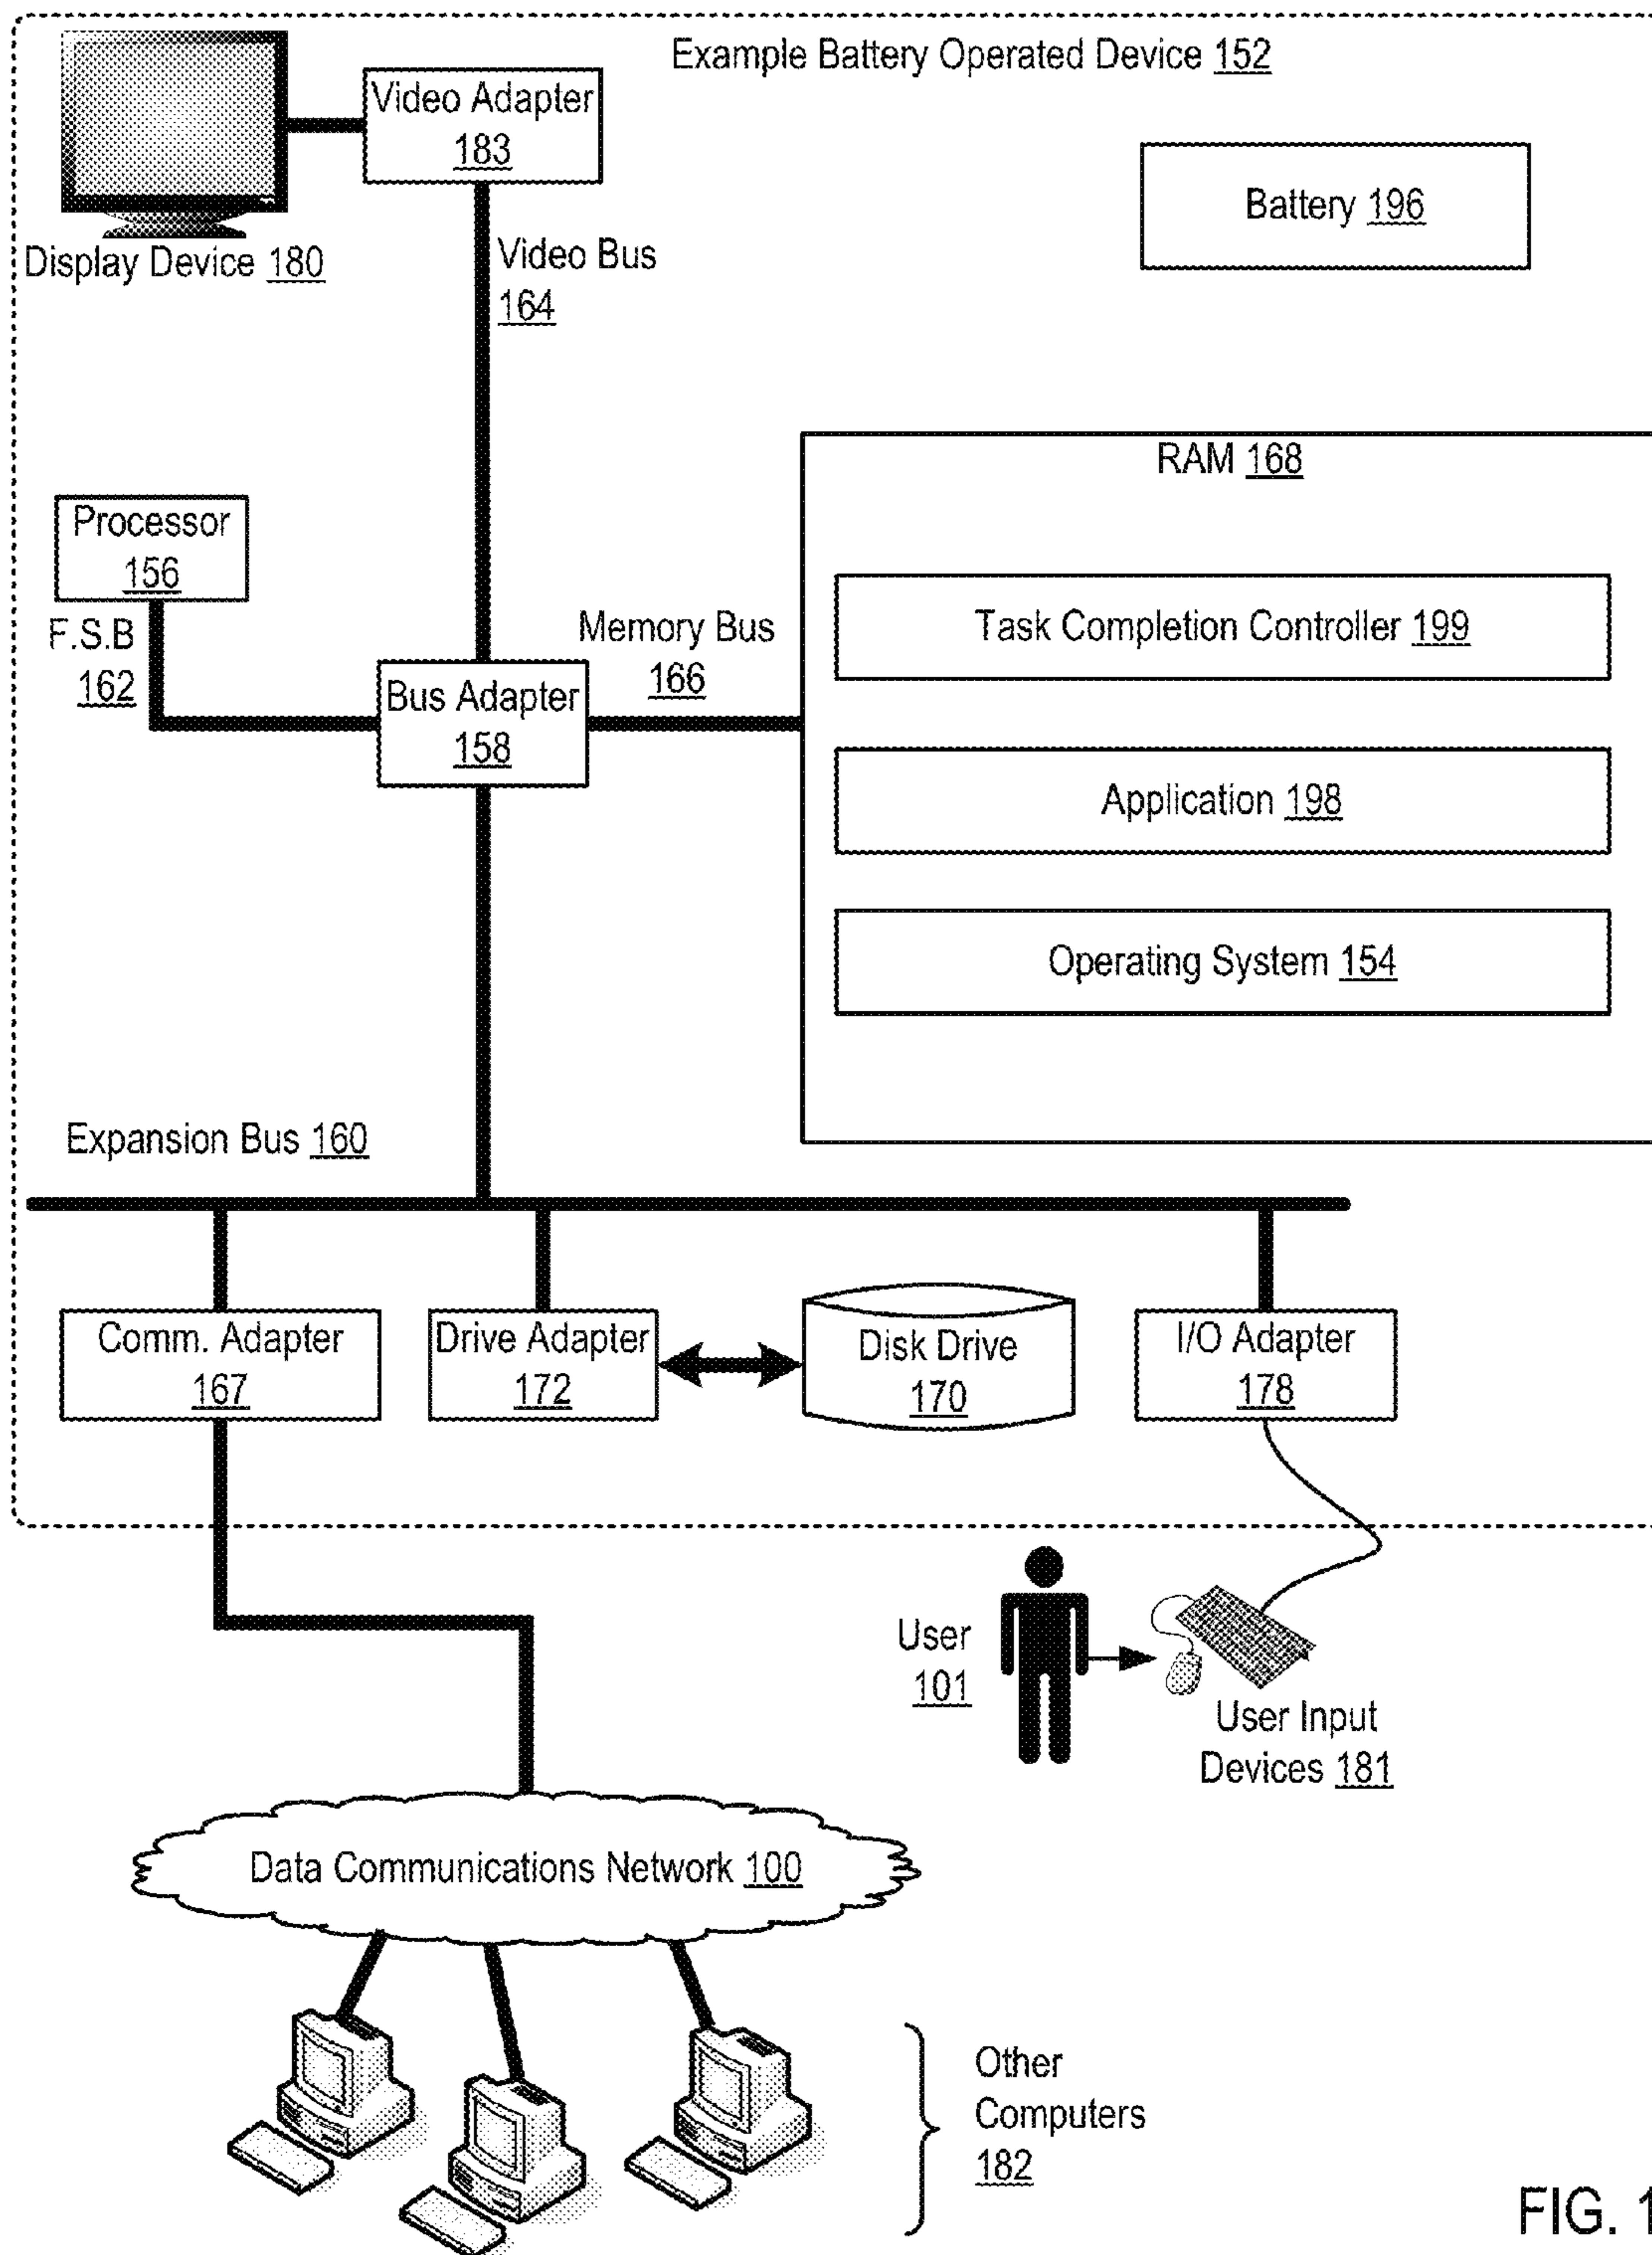 Example Battery Operated Device 152
Video Adapter
183
Battery 196
Display Device 180
Video Bus
164
RAM 168
Processor
156
Task Completion Controller 199
F.S.B
162
Memory Bus
166
Bus Adapter
158
Application 198
Operating System 154
Expansion Bus 160
Comm. Adapter
167
Drive Adapter
172
Disk Drive
170
I/O Adapter
178
User
101
User Input
Devices 181
Data Communications Network 100
Other
Computers
182
FIG. 1